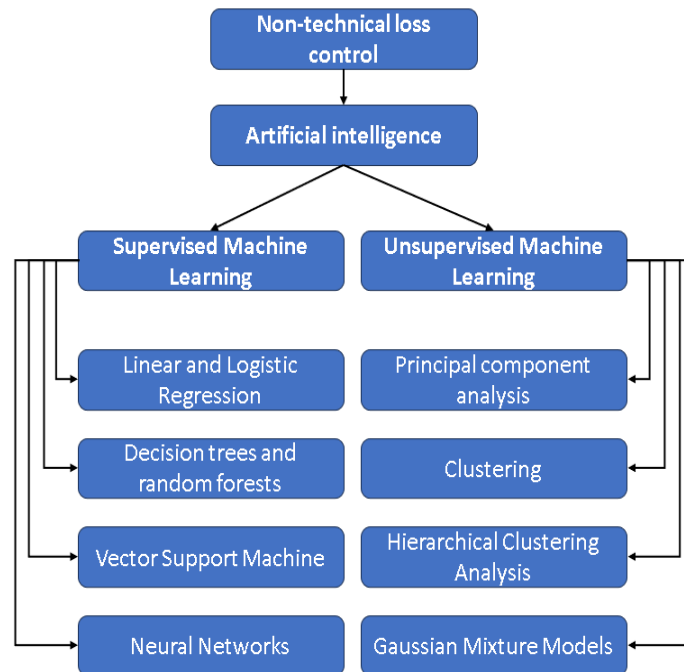 Non-technical loss
control
Artificial intelligence
Supervised Machine
Learning
Unsupervised Machine
Learning
Linear and Logistic
Regression
Principal component
analysis
Decision trees and
random forests
Clustering
Vector Support Machine
Hierarchical Clustering
Analysis
Neural Networks
Gaussian Mixture Models